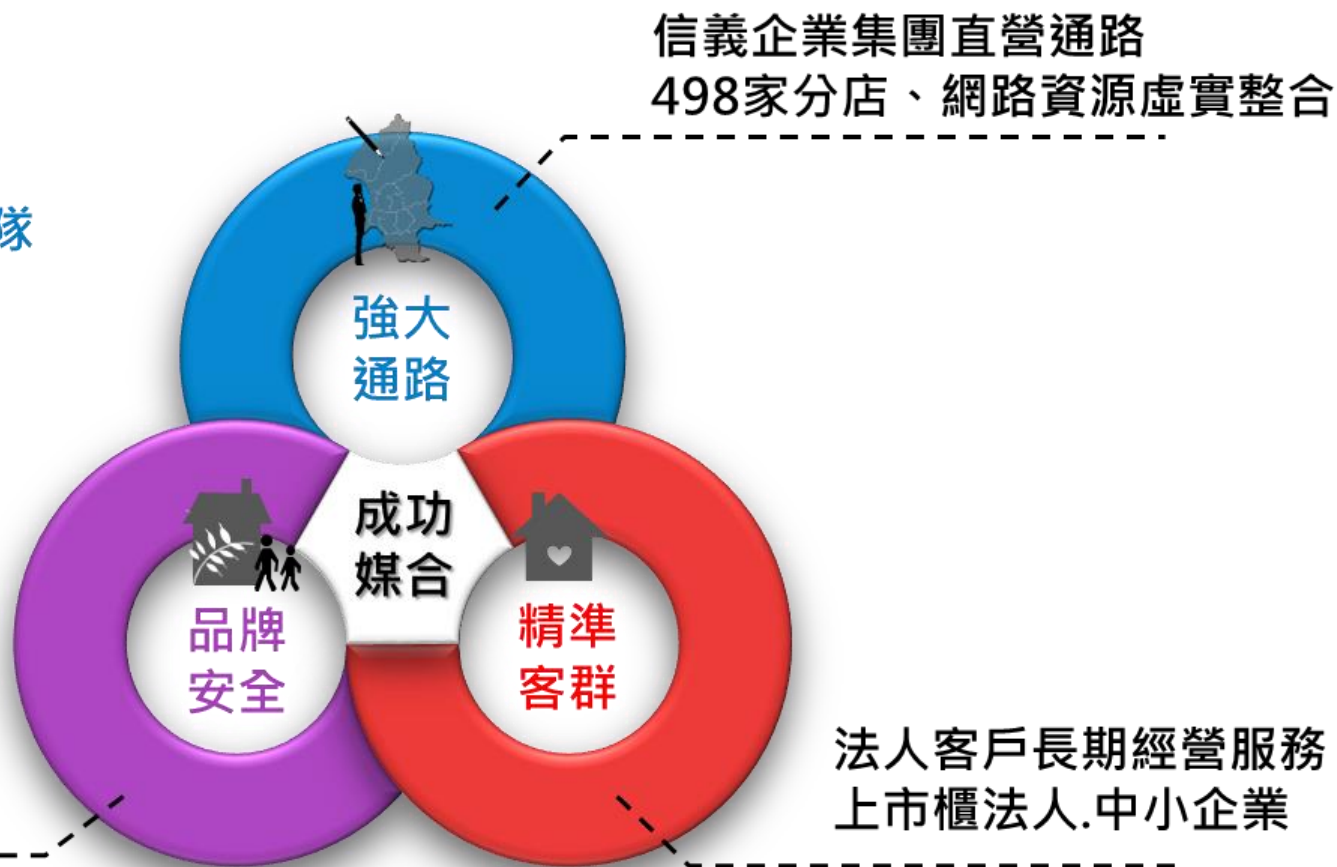 信義企業集團直營通路
498家分店、網路資源虛實整合
隊
強大
通路
成功
媒合
品牌
安全
精準
客群
法人客戶長期經營服務
上市櫃法人.中小企業